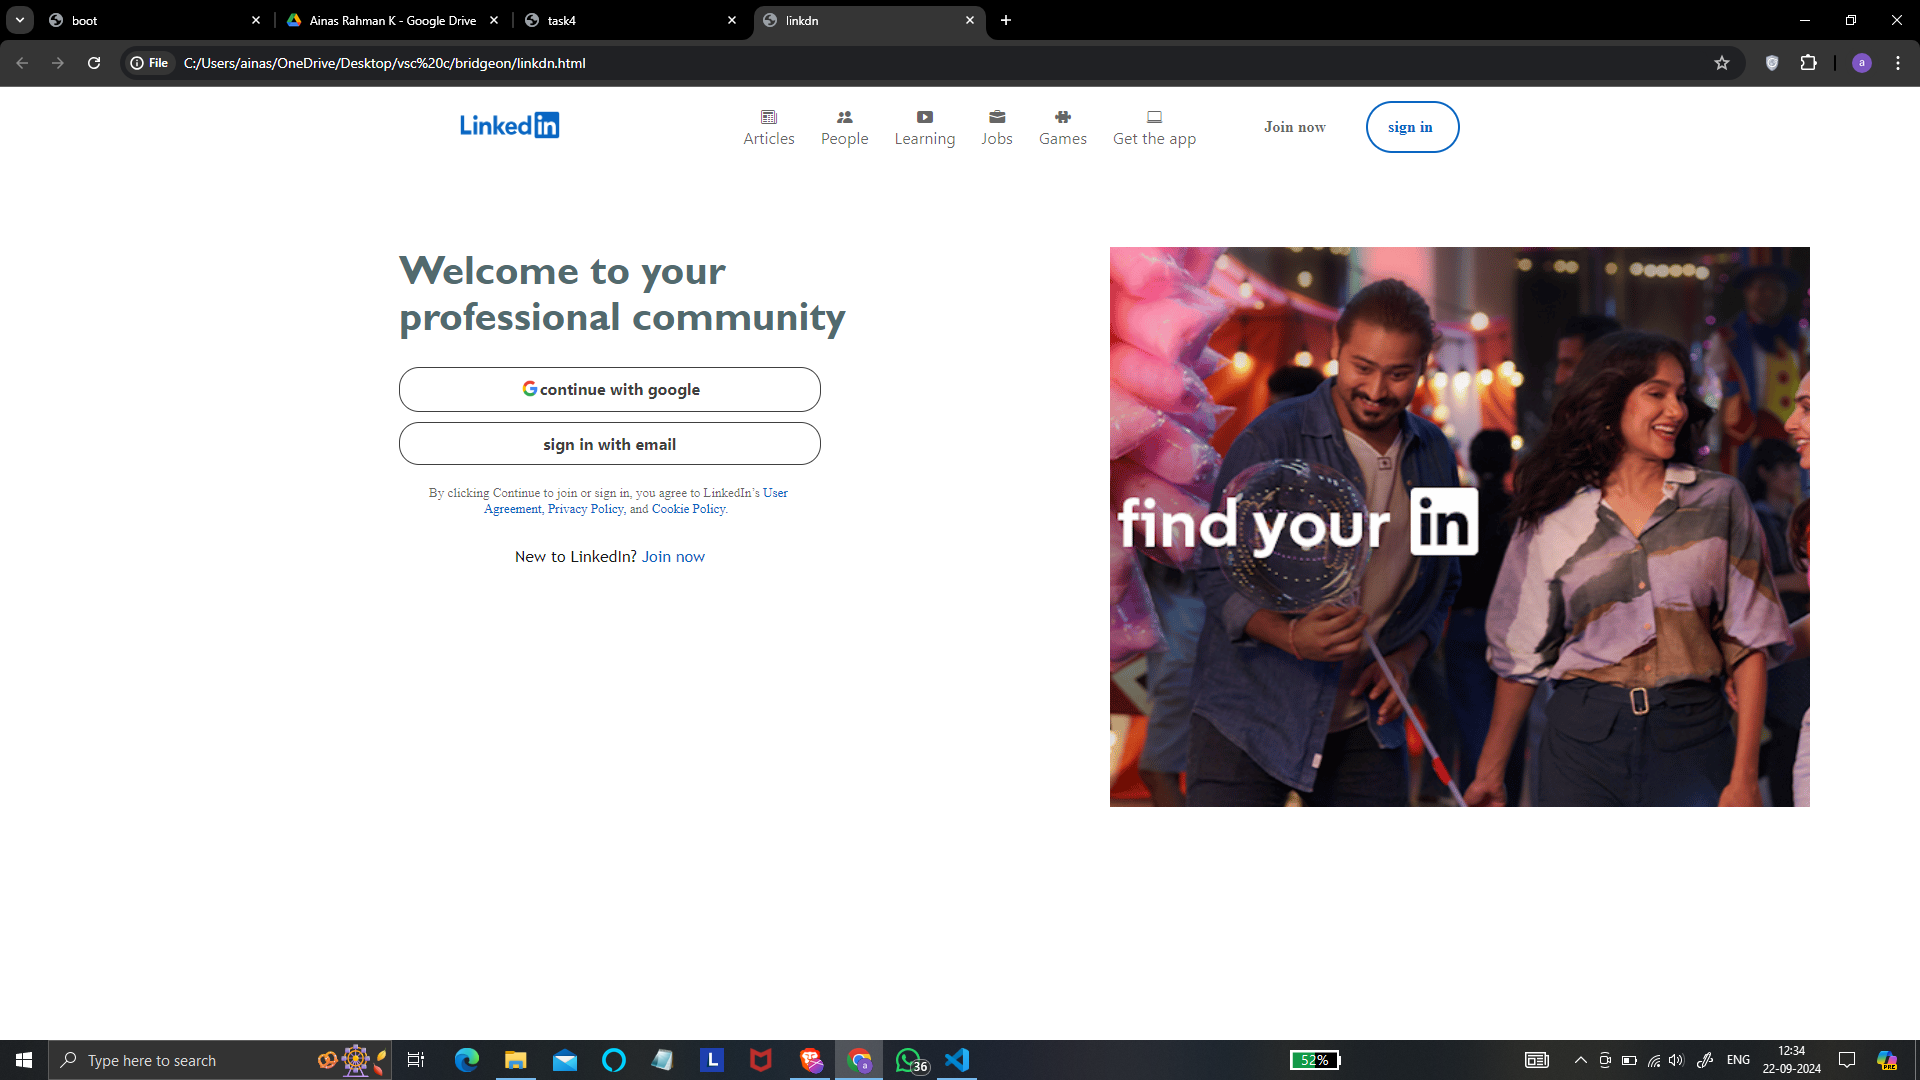 boot
Ainas Rahman K - Google Drive
task4
linkdn
File
C:/Users/ainas/OneDrive/Desktop/vsc%20c/bridgeon/linkdn.html
a
Linkedin
Articles
People
Learning
Jobs
Games
Get the app
Join now
sign in
Welcome to your
professional community
continue with google
sign in with email
By clicking Continue to join or sign in, you agree to LinkedIn’s User
Agreement, Privacy Policy, and Cookie Policy.
New to LinkedIn? Join now
find your in
Type here to search
L
a
36
52%
ENG
12:34
22-09-2024
PRE